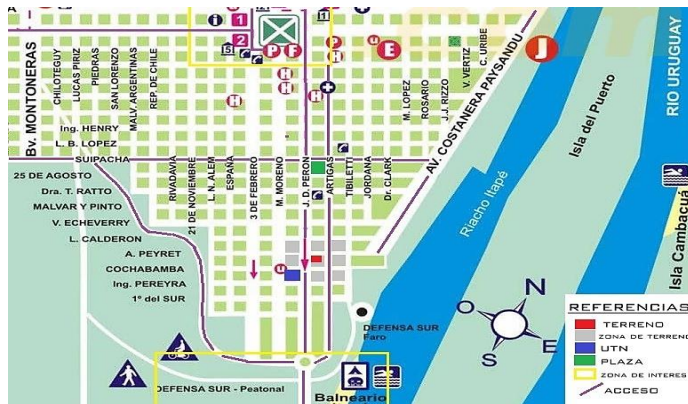 i
1
2
P
F
H
u
E
J
Bv. MONTONERAS
CHILOTEGUY
LUCAS PIRIZ
PIEDRAS
SAN LORENZO
MALV. ARGENTINAS
REP. DE CHILE
H
H
H
H
M. LOPEZ
ROSARIO
J.J. RIZZO
V. VERTIZ
C. URIBE
AV. COSTANERA PAYSANDU
Isla del Puerto
RIO URUGUAY
Ing. HENRY
L. B. LOPEZ
SUIPACHA
25 DE AGOSTO
Dra. T. RATTO
MALVAR Y PINTO
V. ECHEVERRY
L. CALDERON
A. PEYRET
COCHABAMBA
Ing. PEREYRA
1º del SUR
RIVADAVIA
21 DE NOVIEMBRE
L. N. ALEM
ESPAÑA
3 DE FEBRERO
M. MORENO
J. D. PERON
ARTIGAS
TIBILETTI
JORDANA
Dr. CLARK
Riacho Itapé
Isla Cambacuá
u
N
O
S
E
DEFENSA SUR
Faro
DEFENSA SUR - Peatonal
Balneario
REFERENCIAS
TERRENO
ZONA DE TERRENO
UTN
PLAZA
ZONA DE INTERES
ACCESO